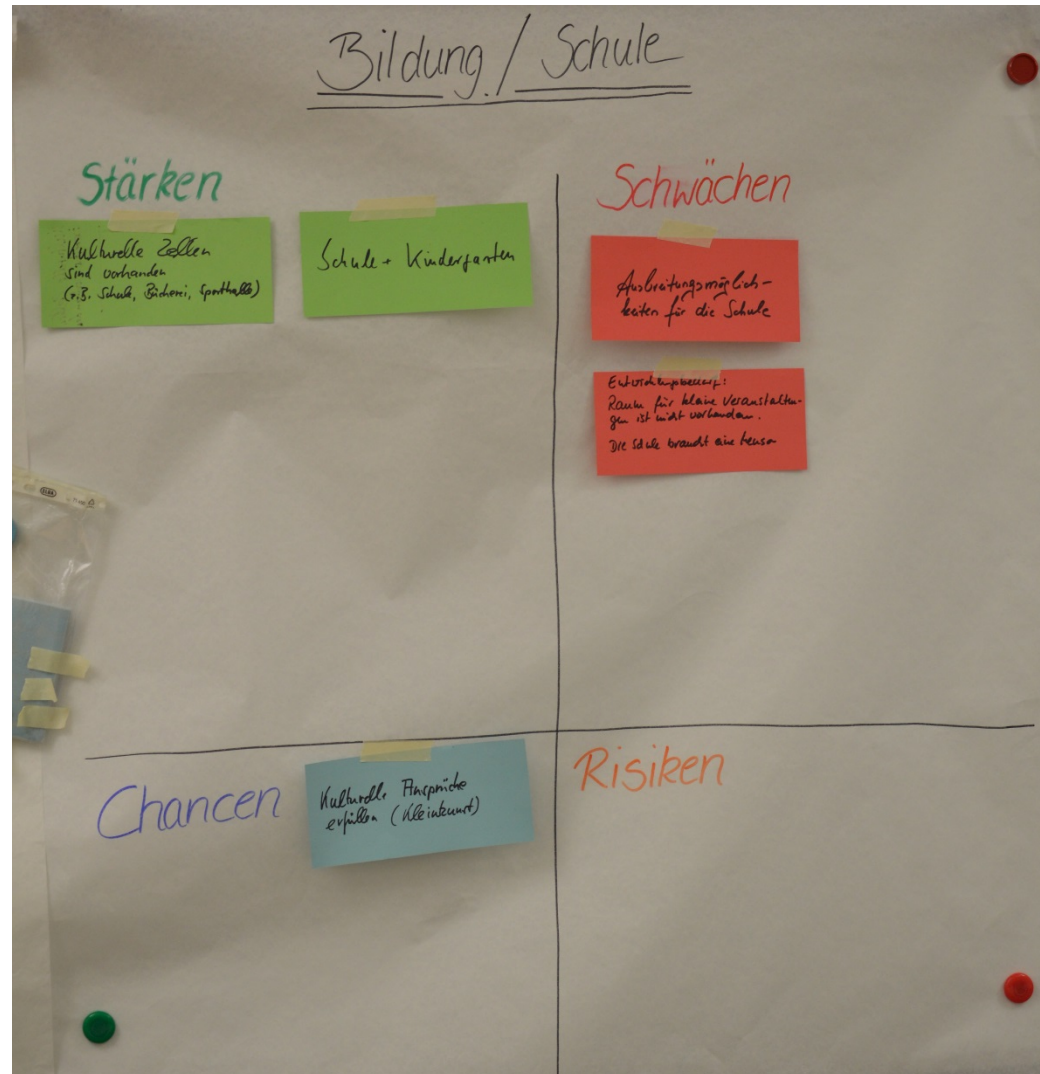 Bildung / Schule
Stärken
Kulturelle Zellen
sind vorhanden
(z.B. Schule, Bücherei, Sporthalle)
Schule + Kindergarten
Schwächen
Ausbreitungsmöglich-
keiten für die Schule
Entwicklungsbedarf:
Raum für kleine Veranstaltun-
gen ist nicht vorhanden.
Die Schule braucht eine Mensa
Chancen
Kulturelle Ansprüche
erfüllen (Kleinkunst)
Risiken